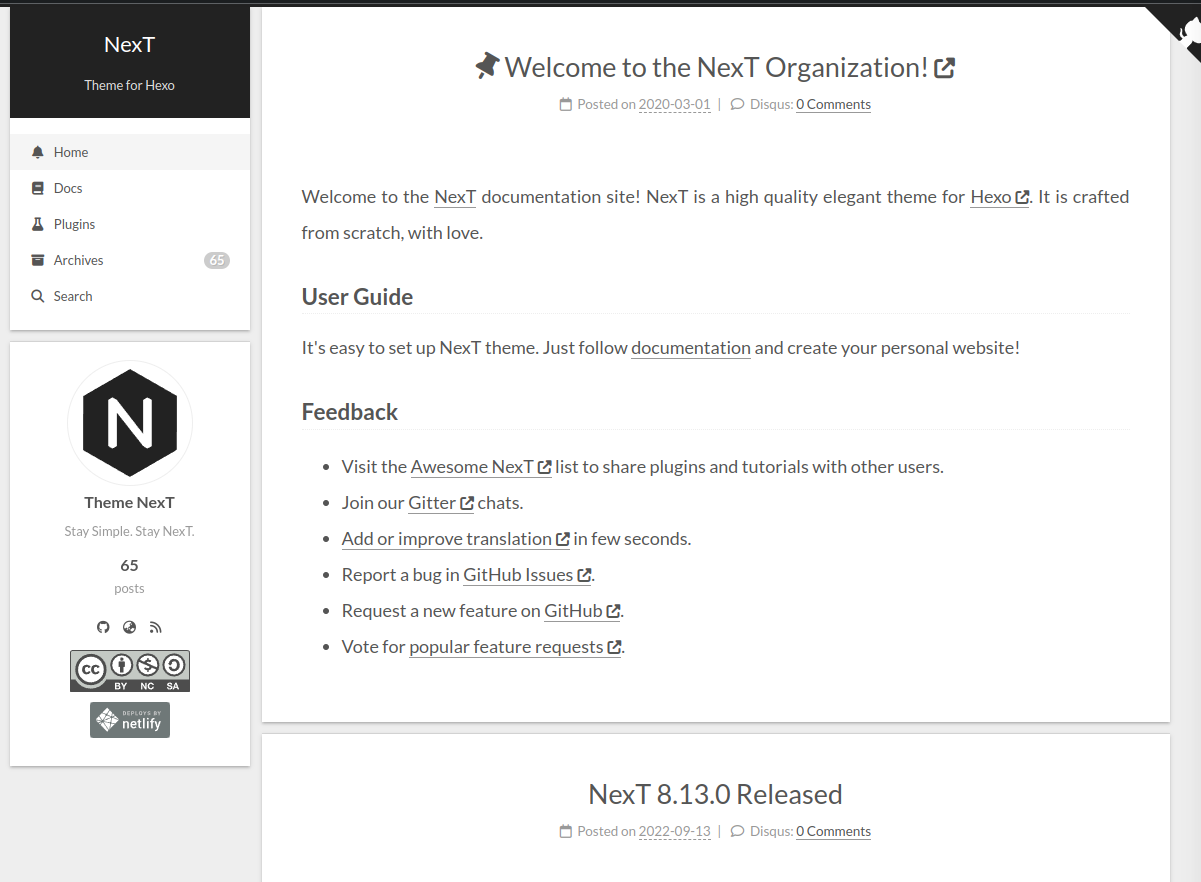 NexT
Theme for Hexo
Home
Docs
Plugins
Archives 65
Search
N
Theme NexT
Stay Simple. Stay NexT.
65
posts
cc BY NC SA
DEPLOYS BY
netlify
Welcome to the NexT Organization!
Posted on 2020-03-01 | Disqus: 0 Comments
Welcome to the NexT documentation site! NexT is a high quality elegant theme for Hexo. It is crafted
from scratch, with love.
User Guide
It's easy to set up NexT theme. Just follow documentation and create your personal website!
Feedback
• Visit the Awesome NexT list to share plugins and tutorials with other users.
• Join our Gitter chats.
• Add or improve translation in few seconds.
• Report a bug in GitHub Issues.
• Request a new feature on GitHub.
• Vote for popular feature requests.
NexT 8.13.0 Released
Posted on 2022-09-13 | Disqus: 0 Comments